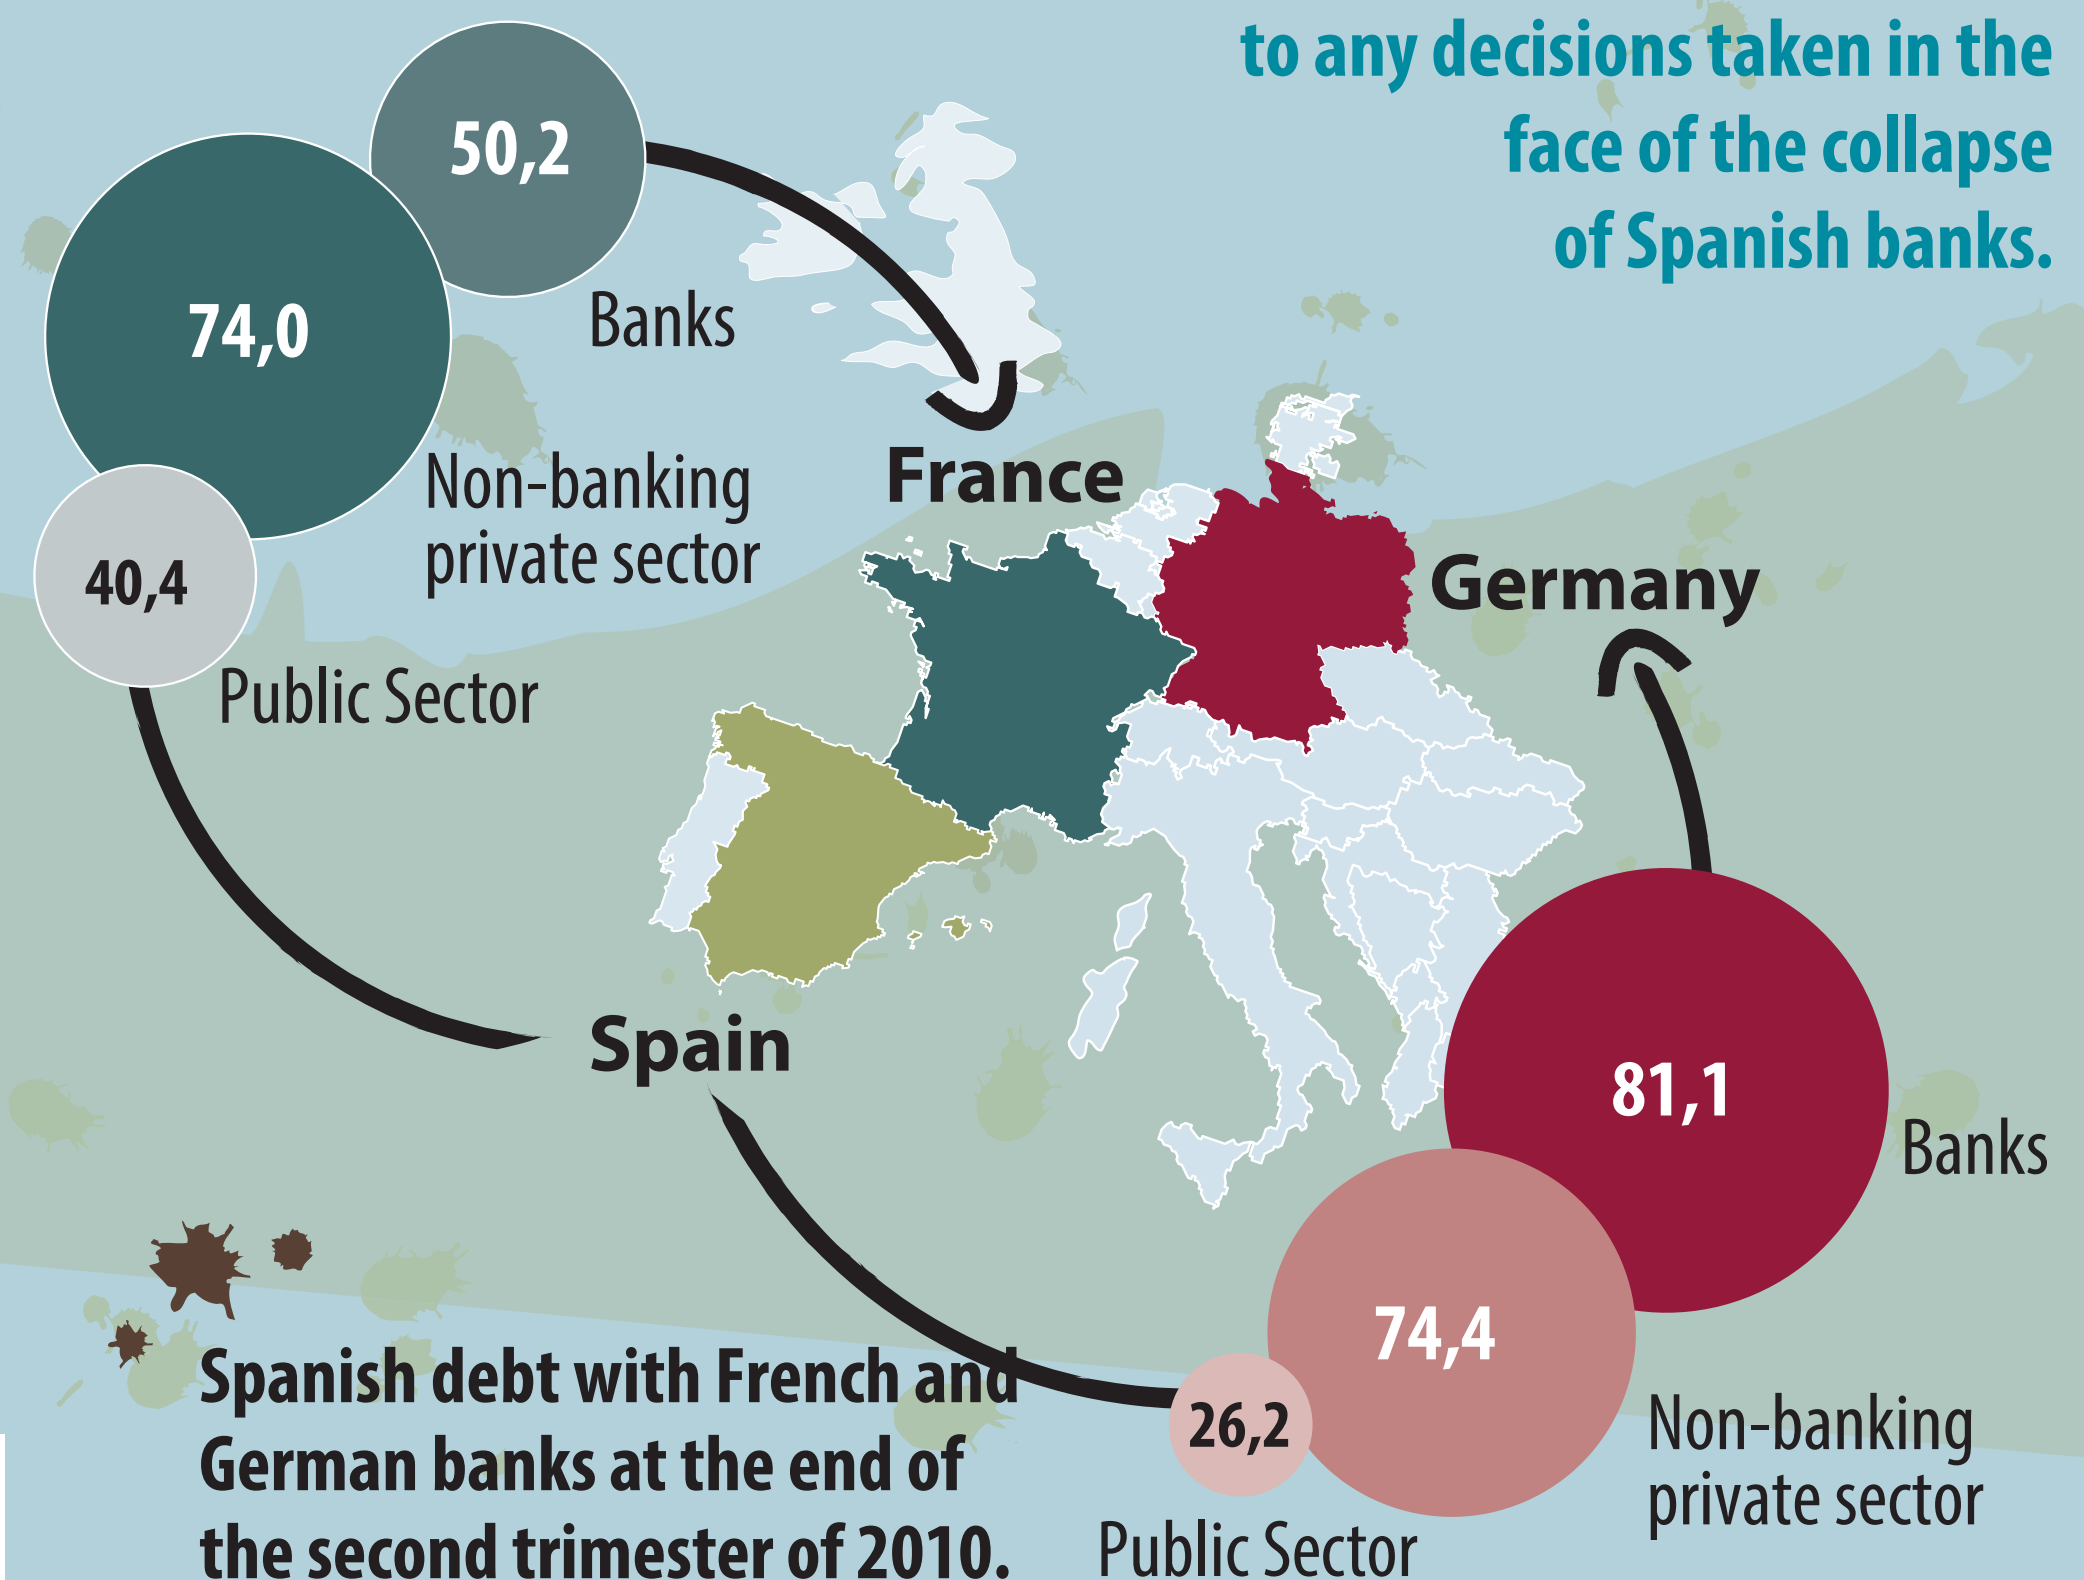 to any decisions taken in the
face of the collapse
of Spanish banks.
50,2
Banks
74,0
Non-banking
private sector
40,4
Public Sector
France
Germany
Spain
81,1
Banks
74,4
Non-banking
private sector
26,2
Public Sector
Spanish debt with French and
German banks at the end of
the second trimester of 2010.